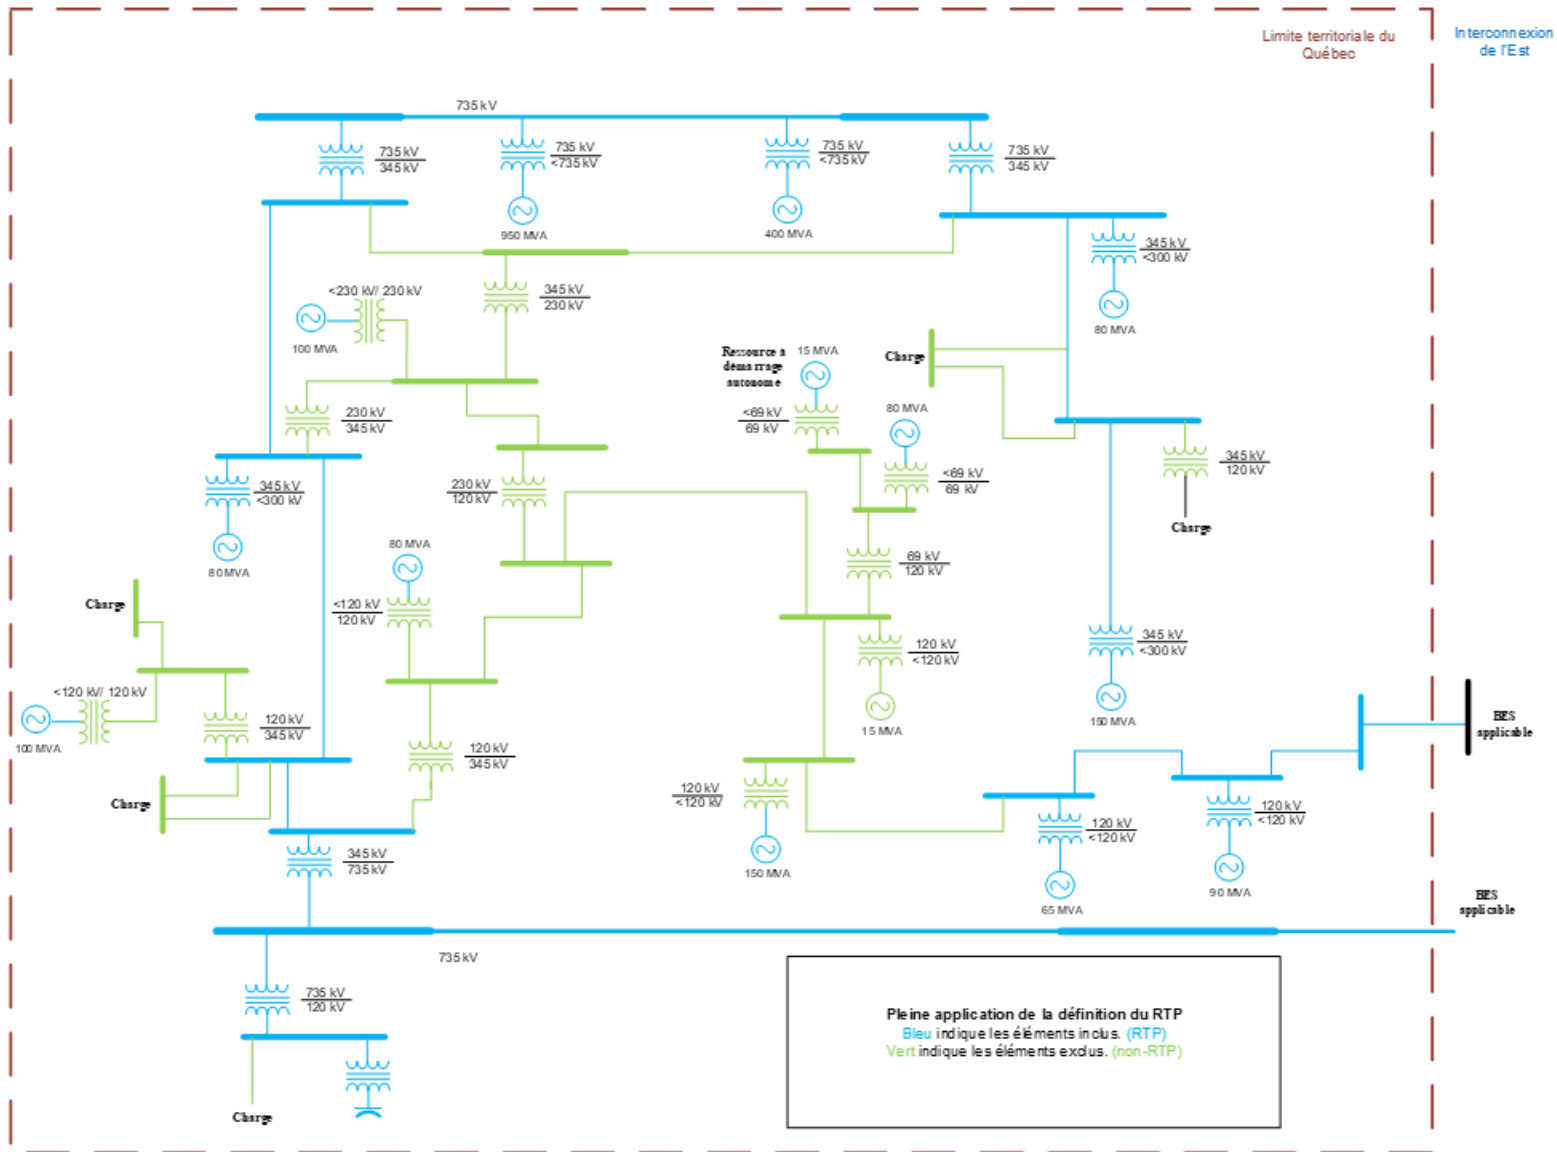 Limite territoriale du
Québec
Interconnexion
de l'Est
735 kV
735 kV
345 kV
735 kV
<735 kV
735 kV
<735 kV
735 kV
345 kV
950 MVA
400 MVA
345 kV
<300 kV
80 MVA
<230 kV/ 230 kV
100 MVA
345 kV
230 kV
Ressource à
démarrage
autonome
15 MVA
Charge
<69 kV
69 kV
80 MVA
230 kV
345 kV
345 kV
120 kV
Charge
345 kV
<300 kV
80 MVA
230 kV
120 kV
<69 kV
69 kV
80 MVA
<120 kV
120 kV
69 kV
120 kV
Charge
120 kV
<120 kV
15 MVA
345 kV
<300 kV
150 MVA
<120 kV/ 120 kV
100 MVA
120 kV
345 kV
120 kV
345 kV
BES
applicable
Charge
120 kV
<120 kV
150 MVA
120 kV
<120 kV
65 MVA
120 kV
<120 kV
90 MVA
345 kV
735 kV
BES
applicable
735 kV
735 kV
120 kV
Charge
Pleine application de la définition du RTP
Bleu indique les éléments inclus. (RTP)
Vert indique les éléments exclus. (non-RTP)